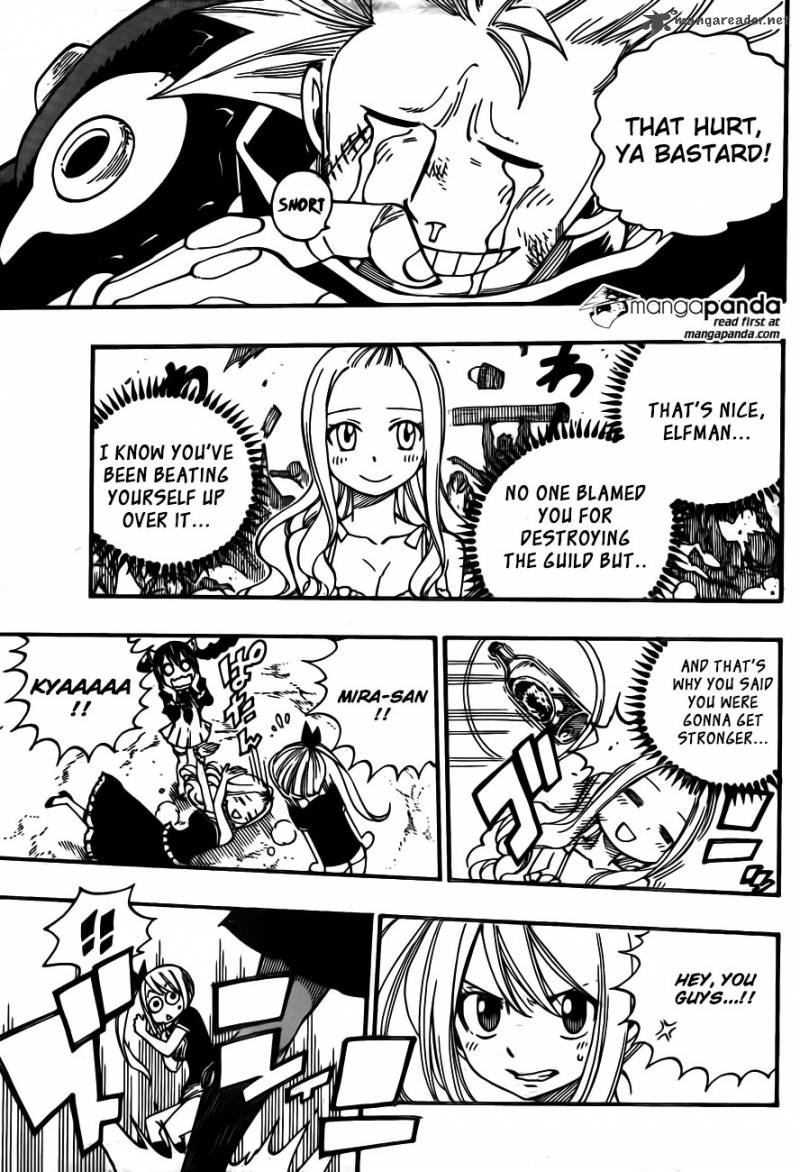 mangareader.net
THAT HURT,
YA BASTARD!
SNORT
mangapanda
read first at
mangapanda.com
わ
わ
THAT'S NICE,
ELFMAN...
NO ONE BLAMED
YOU FOR
DESTROYING
THE GUILD BUT..
I KNOW YOU'VE
BEEN BEATING
YOURSELF UP
OVER IT...
AND THAT'S
WHY YOU SAID
YOU WERE
GONNA GET
STRONGER...
MIRA-SAN
!!
KYAAAAA
!!
HEY, YOU
GUYS...!!
!!